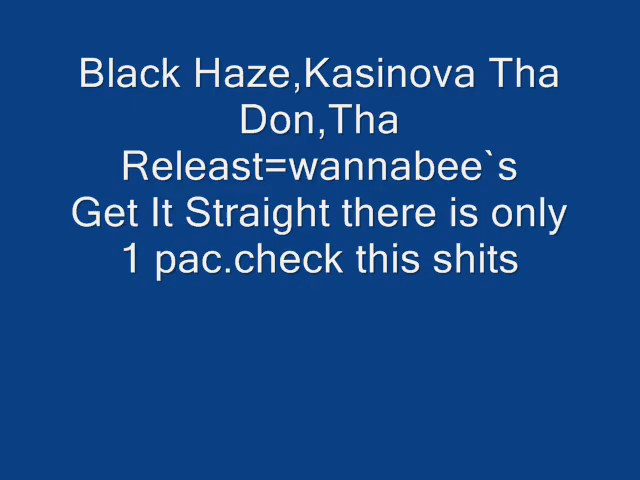 Black Haze,Kasinova Tha
Don,Tha
Releast=wannabee`s
Get It Straight there is only
1 pac.check this shits